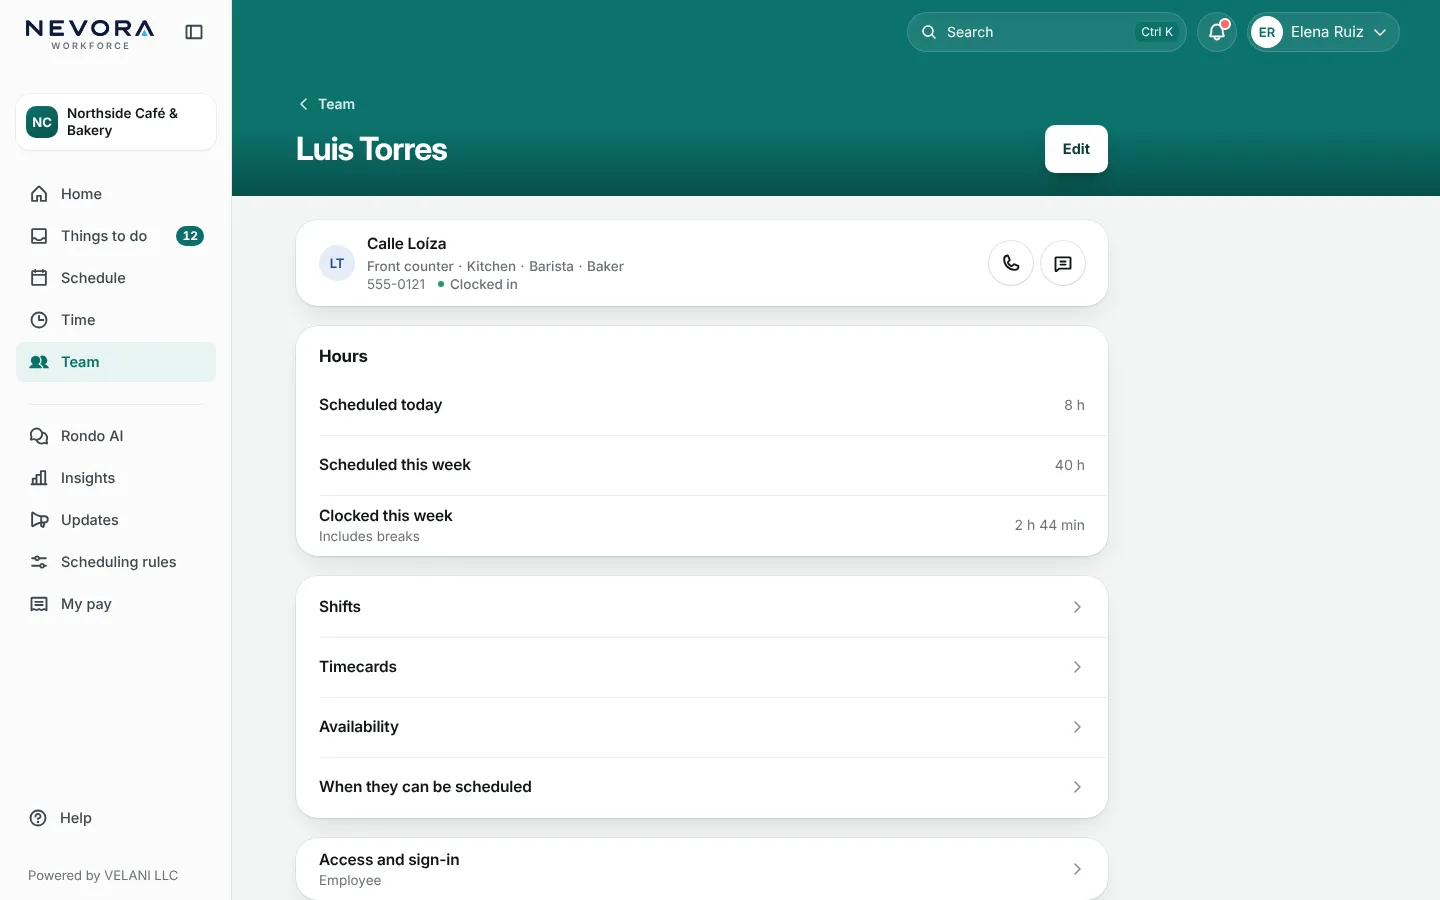 NEVORA
WORKFORCE
Search
Ctrl K
ER
Elena Ruiz
NC
Northside Café &
Bakery
Home
Things to do
12
Schedule
Time
Team
Rondo AI
Insights
Updates
Scheduling rules
My pay
Help
Powered by VELANI LLC
Team
Luis Torres
Edit
LT
Calle Loíza
Front counter · Kitchen · Barista · Baker
555-0121 • Clocked in
Hours
Scheduled today
8 h
Scheduled this week
40 h
Clocked this week
Includes breaks
2 h 44 min
Shifts
Timecards
Availability
When they can be scheduled
Access and sign-in
Employee